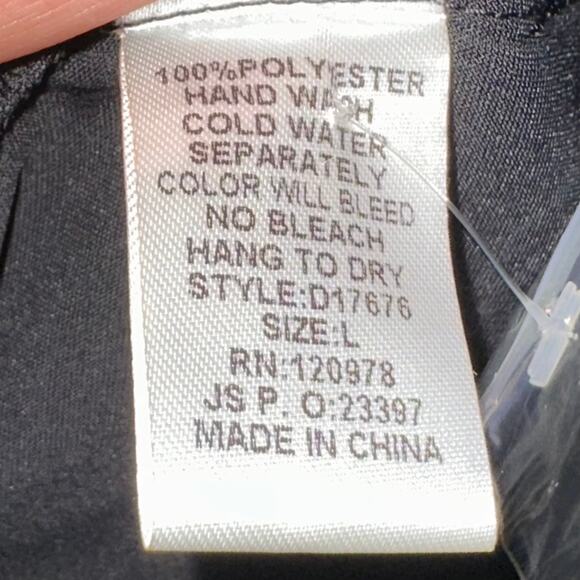 100%POLYESTER
HAND WASH
COLD WATER
SEPARATELY
COLOR WILL BLEED
NO BLEACH
HANG TO DRY
STYLE:D17676
SIZE:L
RN:120978
JS P. O:23397
MADE IN CHINA